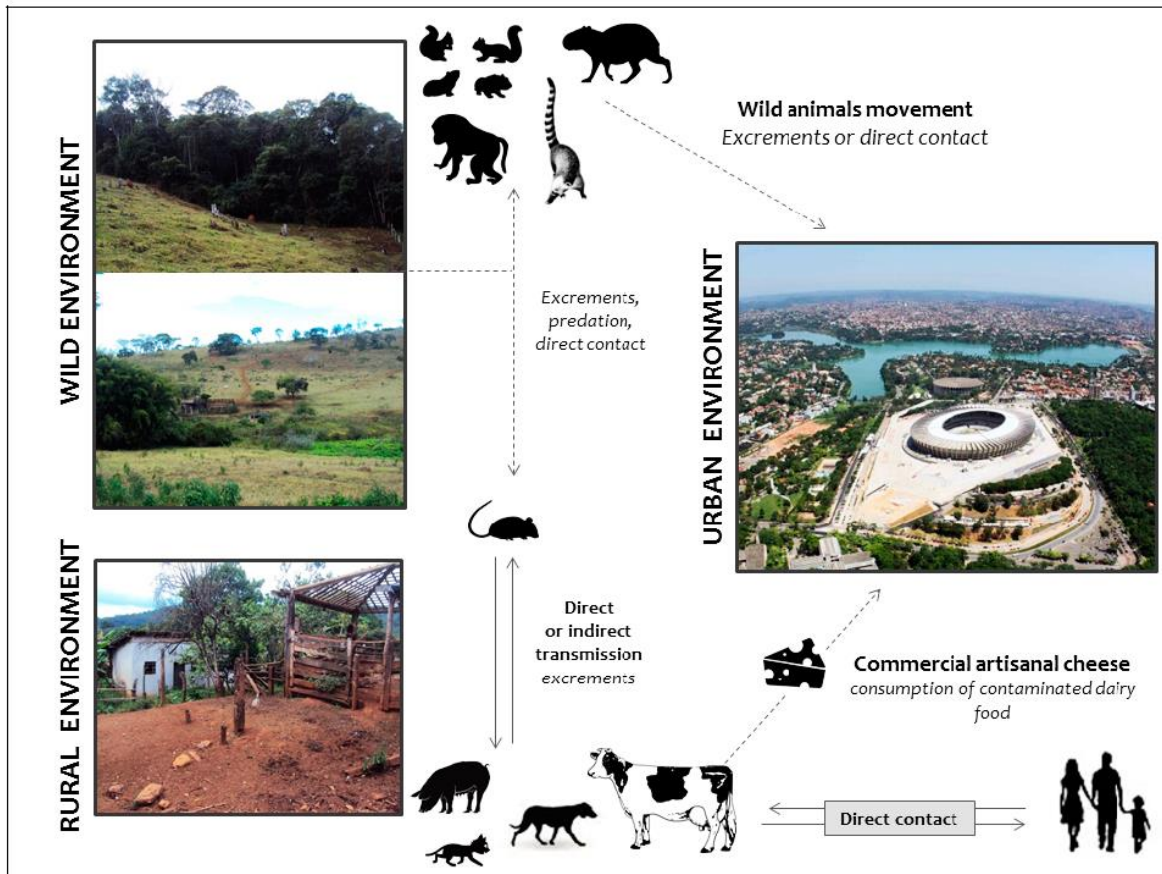 WILD ENVIRONMENT
Wild animals movement
Excrements or direct contact
Excrements,
predation,
direct contact
URBAN ENVIRONMENT
RURAL ENVIRONMENT
Direct
or indirect
transmission
excrements
Commercial artisanal cheese
consumption of contaminated dairy
food
Direct contact